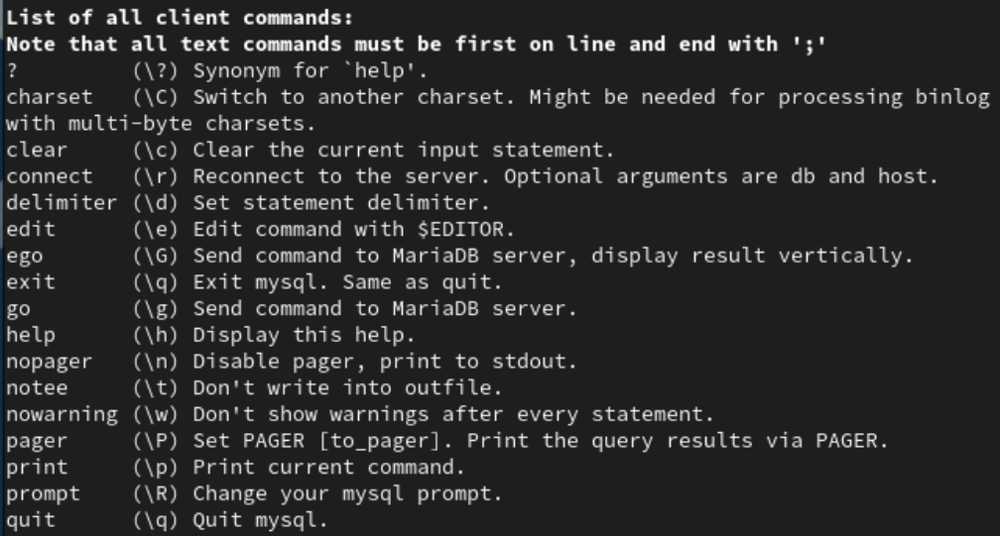 List of all client commands:
Note that all text commands must be first on line and end with ';'
?         (\?) Synonym for `help'.
charset   (\C) Switch to another charset. Might be needed for processing binlog
with multi-byte charsets.
clear     (\c) Clear the current input statement.
connect   (\r) Reconnect to the server. Optional arguments are db and host.
delimiter (\d) Set statement delimiter.
edit      (\e) Edit command with $EDITOR.
ego       (\G) Send command to MariaDB server, display result vertically.
exit      (\q) Exit mysql. Same as quit.
go        (\g) Send command to MariaDB server.
help      (\h) Display this help.
nopager   (\n) Disable pager, print to stdout.
notee     (\t) Don't write into outfile.
nowarning (\w) Don't show warnings after every statement.
pager     (\P) Set PAGER [to_pager]. Print the query results via PAGER.
print     (\p) Print current command.
prompt    (\R) Change your mysql prompt.
quit      (\q) Quit mysql.